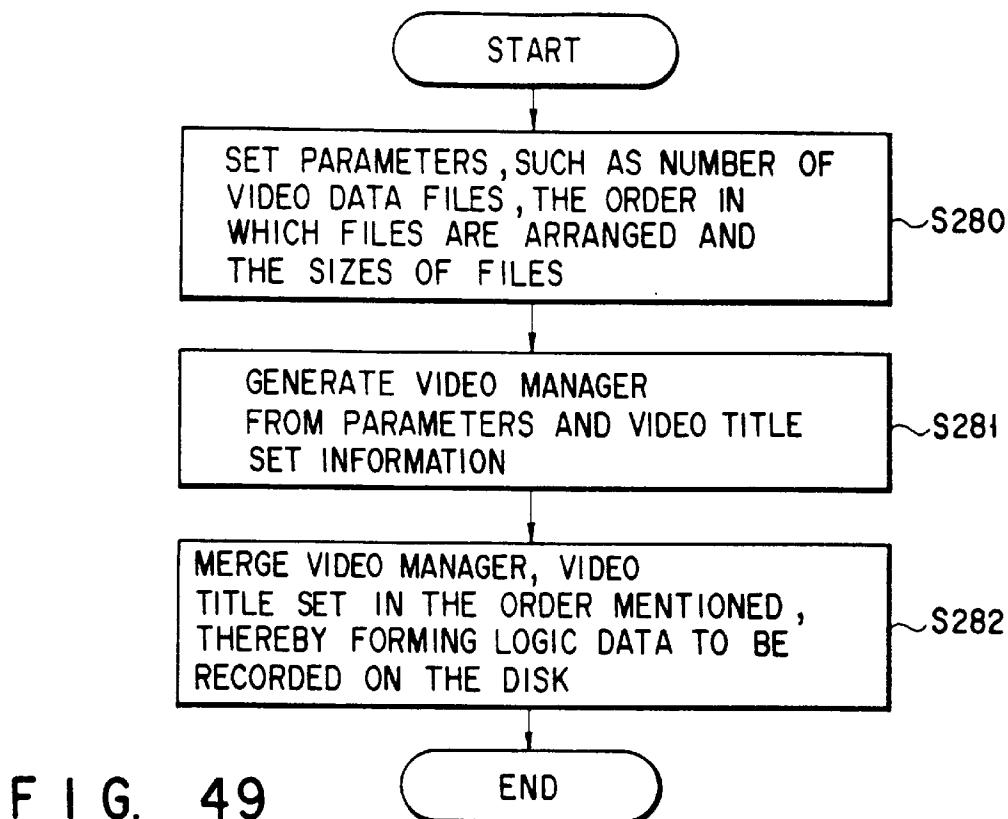 START
SET PARAMETERS, SUCH AS NUMBER OF
VIDEO DATA FILES, THE ORDER IN
WHICH FILES ARE ARRANGED AND
THE SIZES OF FILES
S280
GENERATE VIDEO MANAGER
FROM PARAMETERS AND VIDEO TITLE
SET INFORMATION
S281
MERGE VIDEO MANAGER, VIDEO
TITLE SET IN THE ORDER MENTIONED,
THEREBY FORMING LOGIC DATA TO BE
RECORDED ON THE DISK
S282
END
FIG. 49